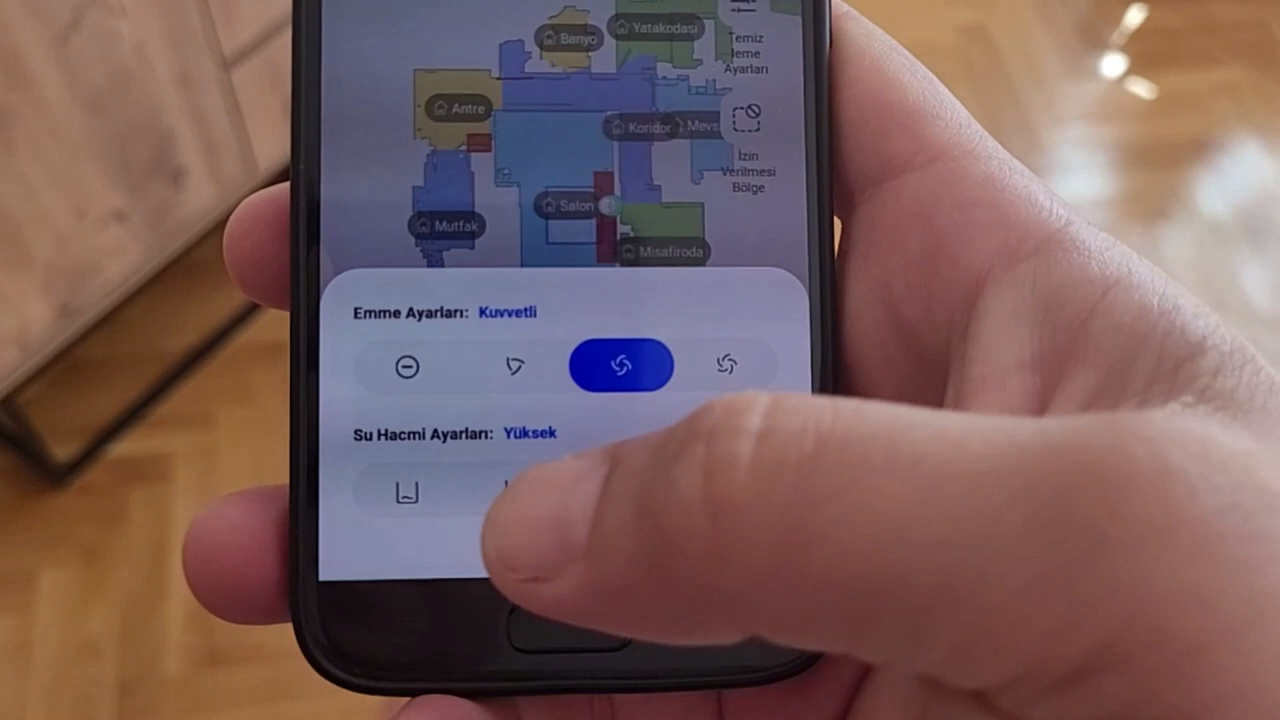 Banyo
Yatakodası
Temiz
leme
Ayarları
Antre
Koridor
Mevs
İzin
Verilmesi
Bölge
Salon
Mutfak
Misafiroda
Emme Ayarları: Kuvvetli
Su Hacmi Ayarları: Yüksek